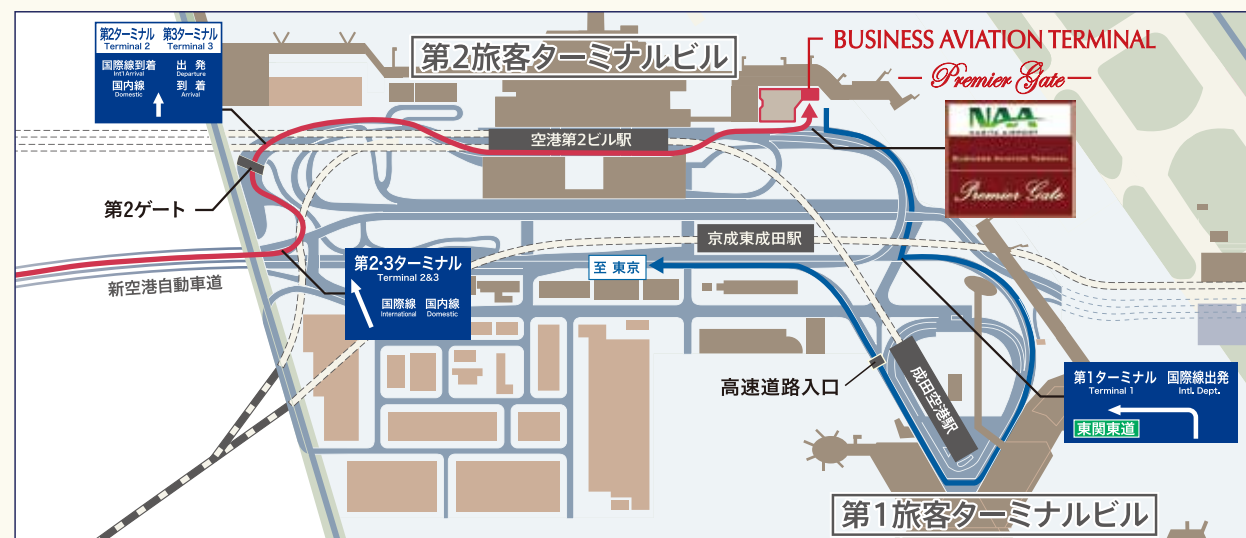 第2ターミナル 第3ターミナル
Terminal 2 Terminal 3
国際線到着 出 発
Int'l Arrival Departure
国内線 到 着
Domestic Arrival
第2旅客ターミナルビル
BUSINESS AVIATION TERMINAL
Premier Gate
NAA
NARITA AIRPORT
BUSINESS AVIATION TERMINAL
Premier Gate
空港第2ビル駅
第2ゲート
京成東成田駅
至 東京
新空港自動車道
第2・3ターミナル
Terminal 2&3
国際線 国内線
International Domestic
高速道路入口
成田空港駅
第1ターミナル 国際線出発
Terminal 1 Intl. Dept.
東関東道
第1旅客ターミナルビル